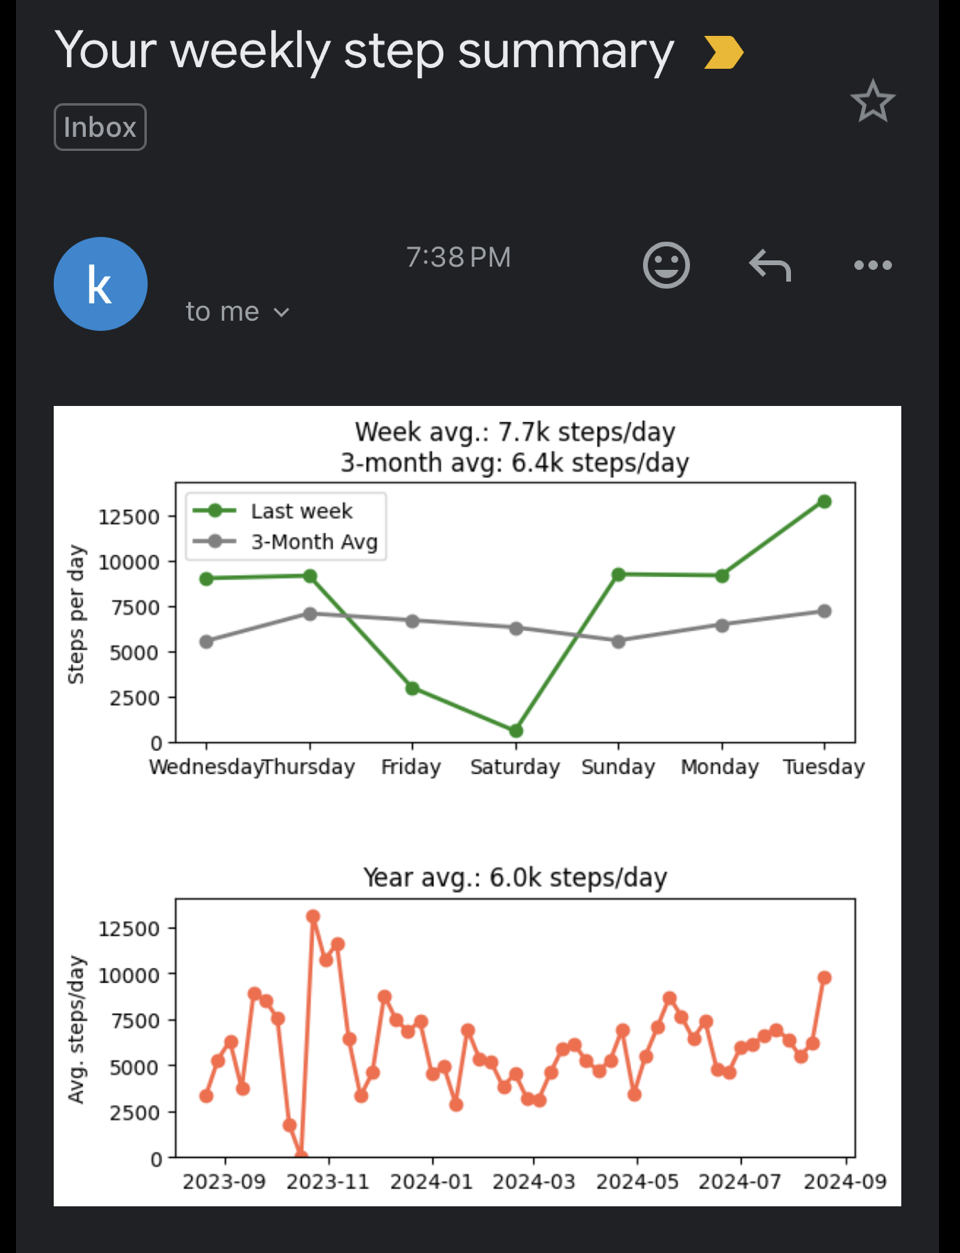 Your weekly step summary
Inbox
k
7:38 PM
to me
Week avg.: 7.7k steps/day
3-month avg: 6.4k steps/day
Last week
3-Month Avg
Steps per day
12500
10000
7500
5000
2500
0
Wednesday Thursday Friday Saturday Sunday Monday Tuesday
Year avg.: 6.0k steps/day
Avg. steps/day
12500
10000
7500
5000
2500
0
2023-09 2023-11 2024-01 2024-03 2024-05 2024-07 2024-09